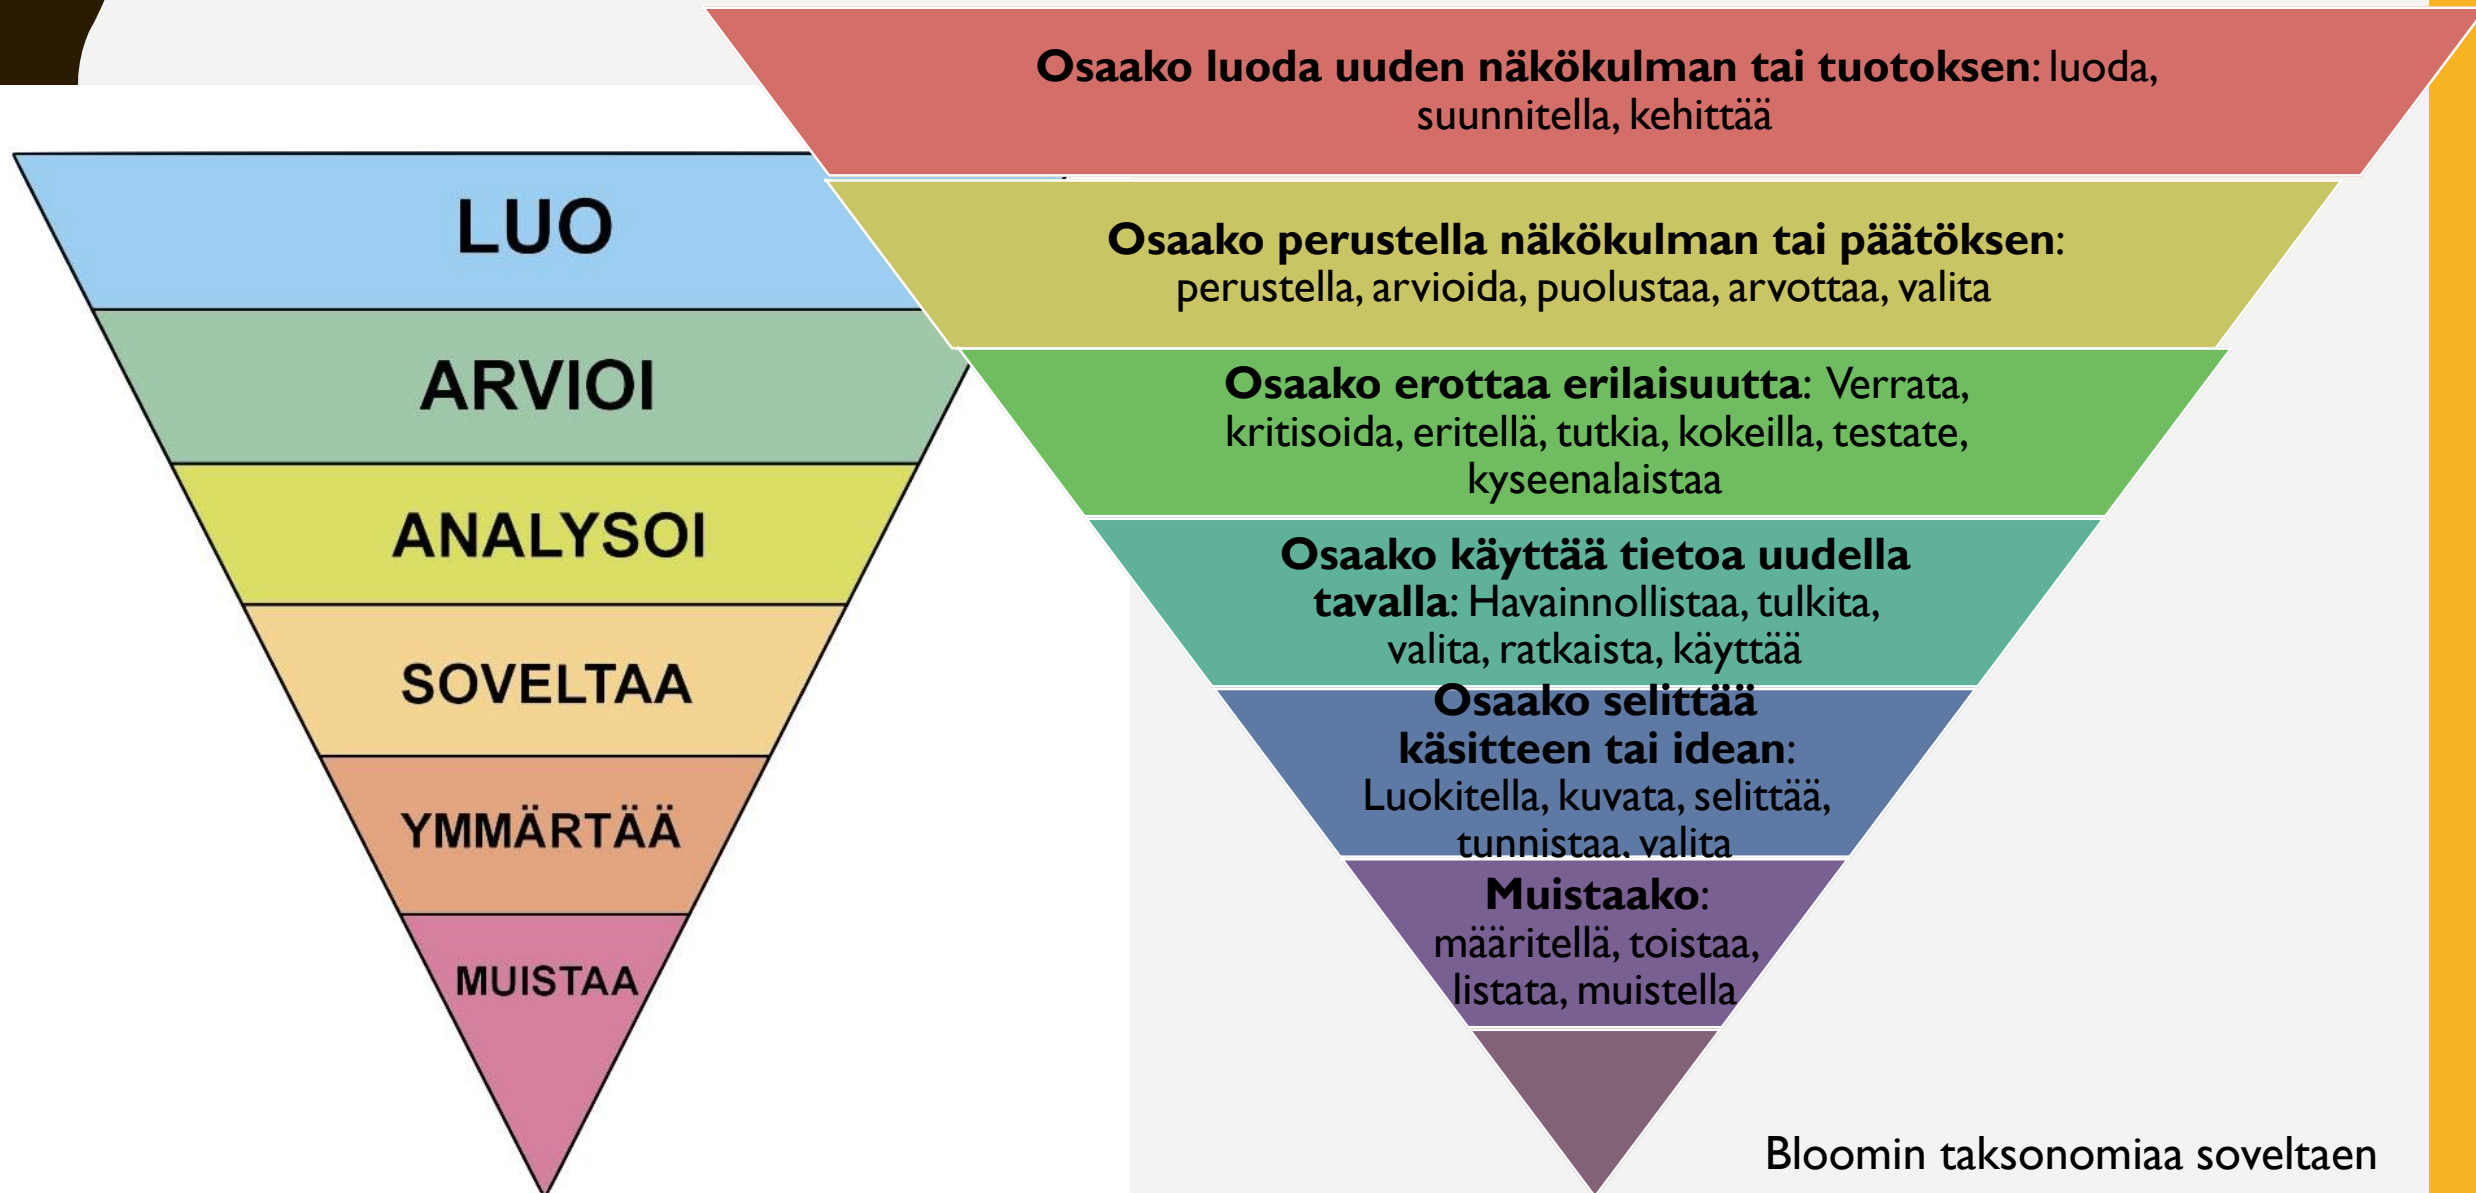 LUO
ARVIOI
ANALYSOI
SOVELTAA
YMMÄRTÄÄ
MUISTAA
Osaako luoda uuden näkökulman tai tuotoksen: luoda,
suunnitella, kehittää
Osaako perustella näkökulman tai päätöksen:
perustella, arvioida, puolustaa, arvottaa, valita
Osaako erottaa erilaisuutta: Verrata,
kritisoida, eritellä, tutkia, kokeilla, testate,
kyseenalaistaa
Osaako käyttää tietoa uudella
tavalla: Havainnollistaa, tulkita,
valita, ratkaista, käyttää
Osaako selittää
käsitteen tai idean:
Luokitella, kuvata, selittää,
tunnistaa, valita
Muistaako:
määritellä, toistaa,
listata, muistella
Bloomin taksonomiaa soveltaen